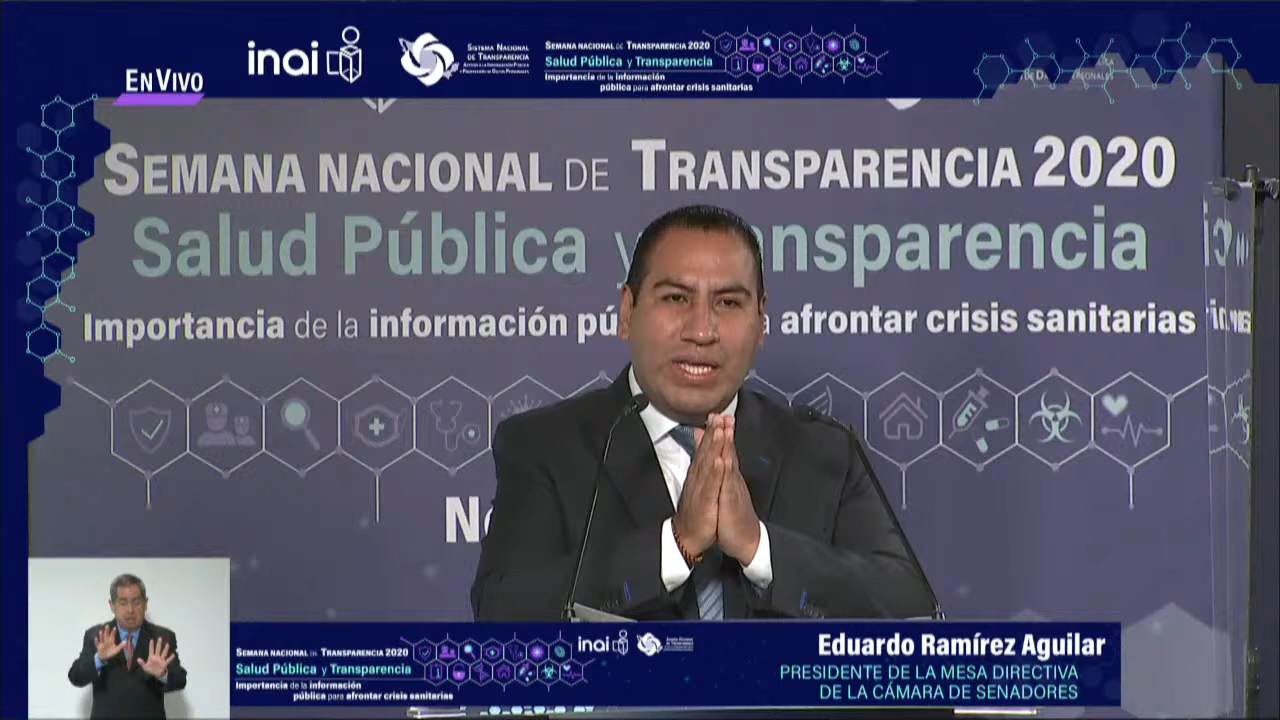 EN VIVO
inai
SISTEMA NACIONAL
DE TRANSPARENCIA
SEMANA NACIONAL DE TRANSPARENCIA 2020
Salud Pública y Transparencia
Importancia de la información
pública para afrontar crisis sanitarias
SEMANA NACIONAL DE TRANSPARENCIA 2020
Salud Pública y ansparencia
Importancia de la información pú a afrontar crisis sanitarias
SEMANA NACIONAL DE TRANSPARENCIA 2020
Salud Pública y Transparencia
Importancia de la información
pública para afrontar crisis sanitarias
inai
Eduardo Ramírez Aguilar
PRESIDENTE DE LA MESA DIRECTIVA
DE LA CÁMARA DE SENADORES